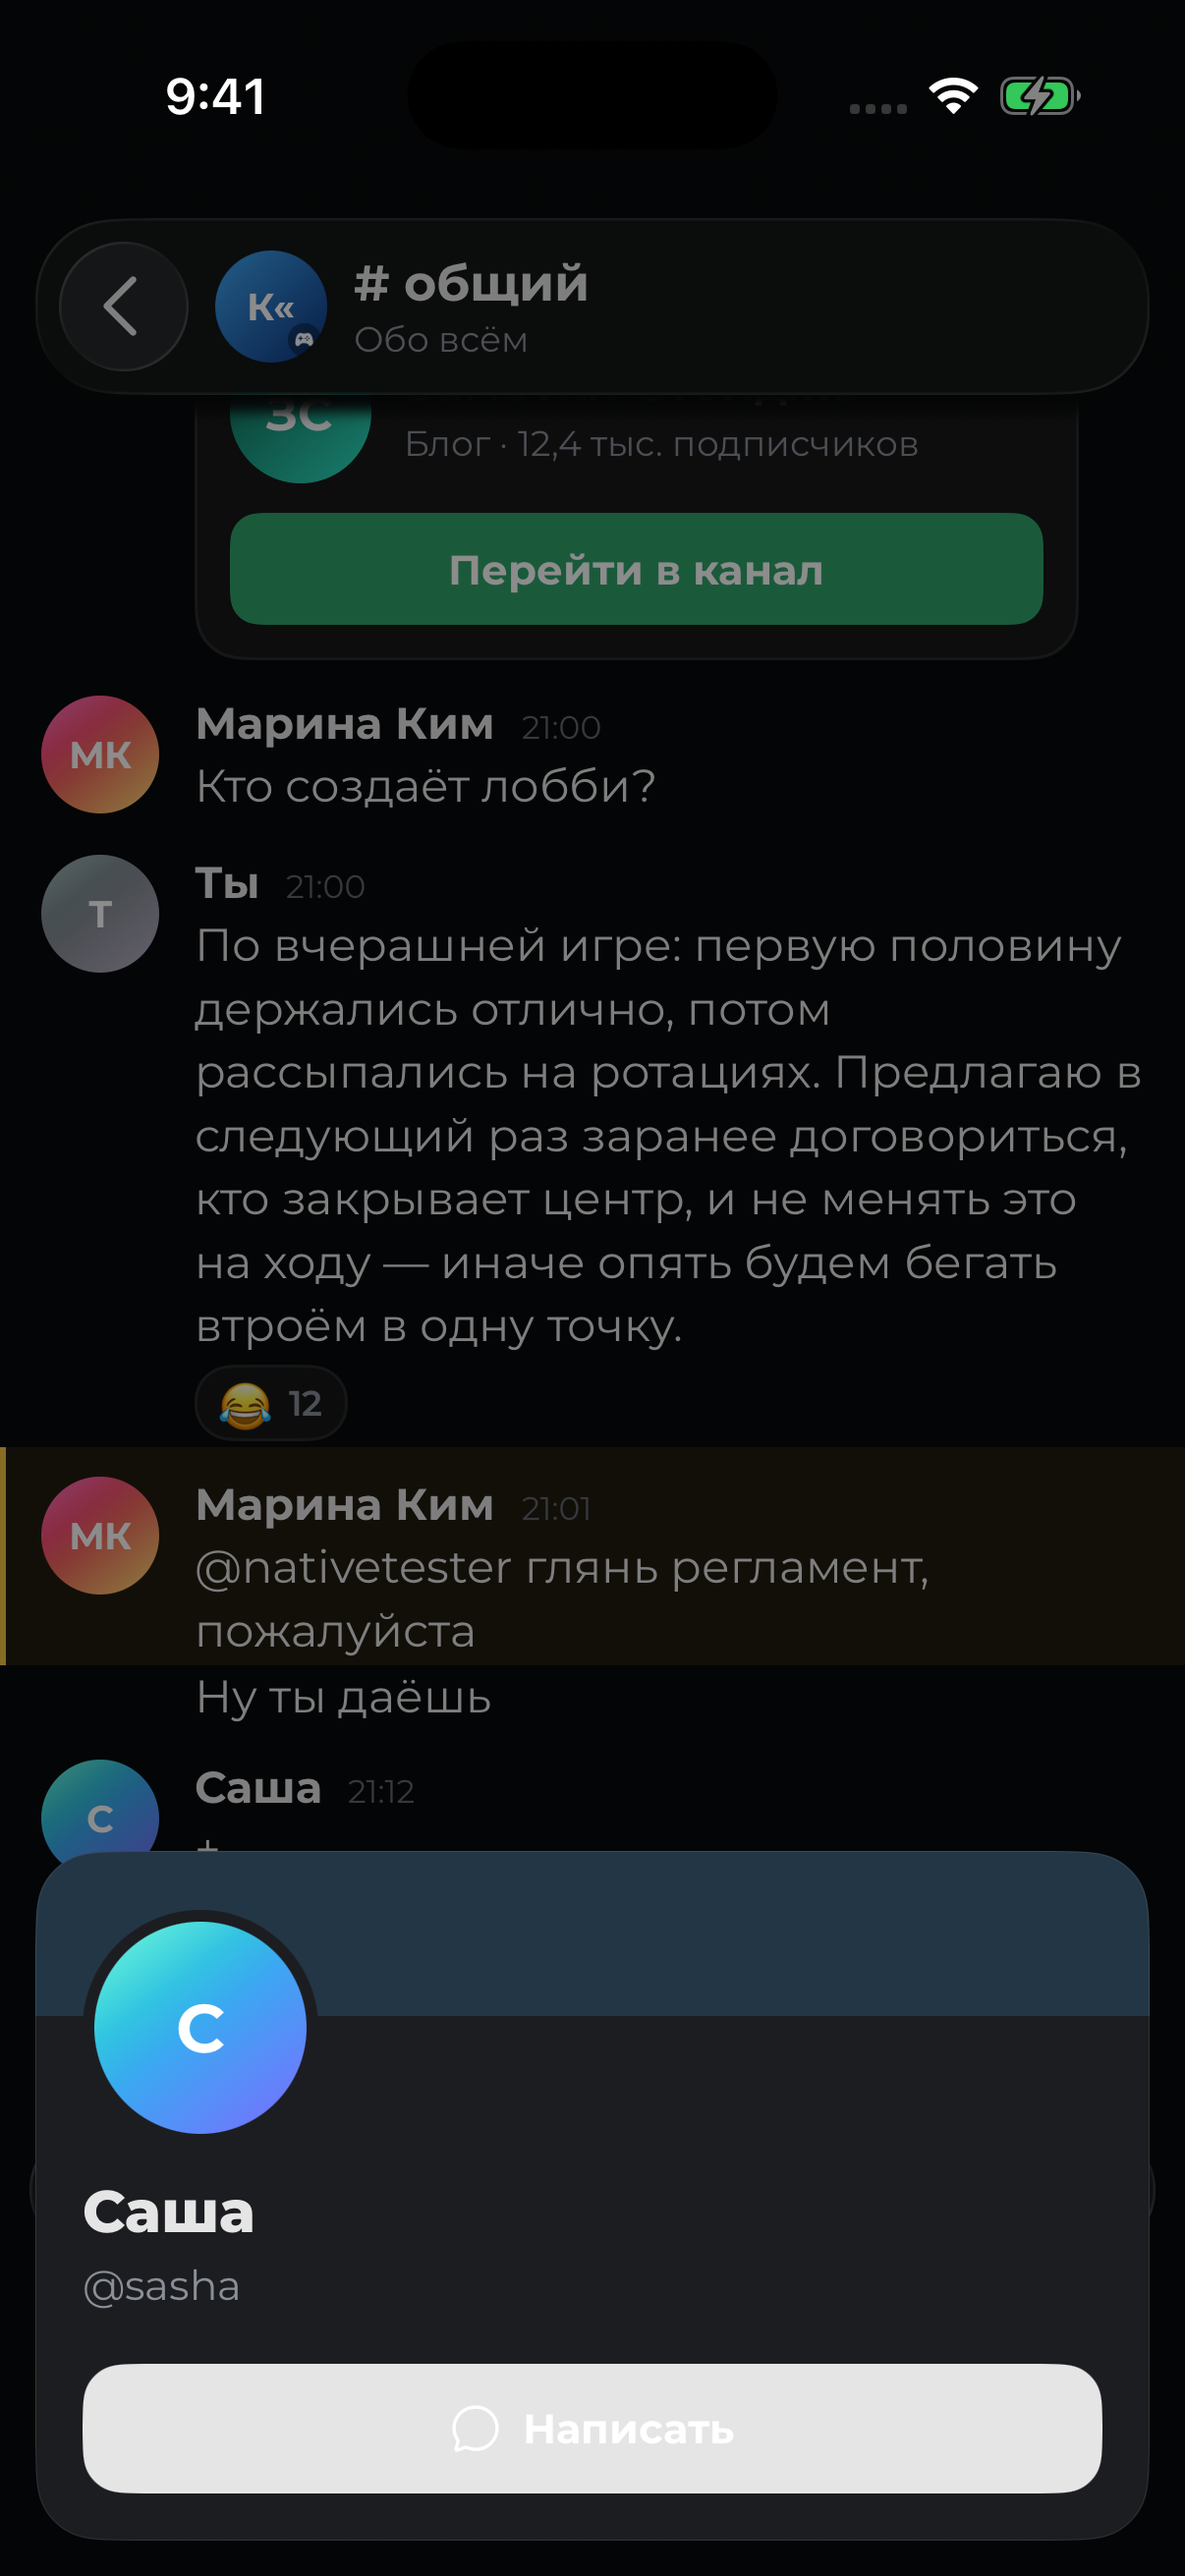 9:41
К«
# общий
Обо всём
ЗС
Блог · 12,4 тыс. подписчиков
Перейти в канал
МК
Марина Ким 21:00
Кто создаёт лобби?
Т
Ты 21:00
По вчерашней игре: первую половину
держались отлично, потом
рассыпались на ротациях. Предлагаю в
следующий раз заранее договориться,
кто закрывает центр, и не менять это
на ходу — иначе опять будем бегать
втроём в одну точку.
😂 12
МК
Марина Ким 21:01
@nativetester глянь регламент,
пожалуйста
Ну ты даёшь
С
Саша 21:12
+
С
Саша
@sasha
Написать